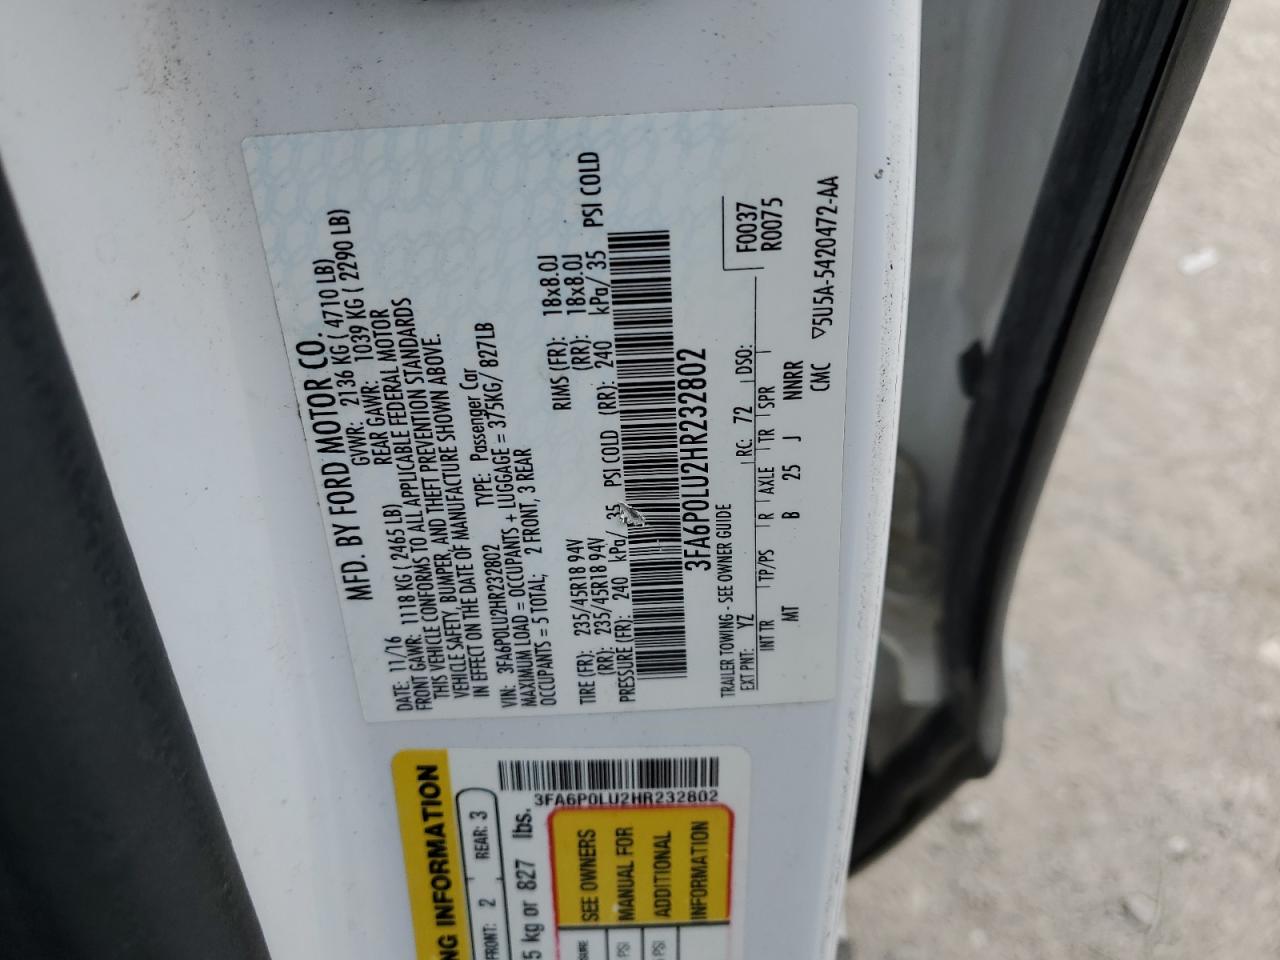 MFD. BY FORD MOTOR CO.
DATE: 11/16 GVWR: 2136 KG ( 4710 LB)
FRONT GAWR: 1118 KG ( 2465 LB) REAR GAWR: 1039 KG ( 2290 LB)
THIS VEHICLE CONFORMS TO ALL APPLICABLE FEDERAL MOTOR
VEHICLE SAFETY, BUMPER, AND THEFT PREVENTION STANDARDS
IN EFFECT ON THE DATE OF MANUFACTURE SHOWN ABOVE.
VIN: 3FA6P0LU2HR232802 TYPE: Passenger Car
MAXIMUM LOAD = OCCUPANTS + LUGGAGE = 375KG/ 827LB
OCCUPANTS = 5 TOTAL; 2 FRONT, 3 REAR
TIRE (FR): 235/45R18 94V RIMS (FR): 18x8.0J
(RR): 235/45R18 94V (RR): 18x8.0J
PRESSURE (FR): 240 kPa/ 35 PSI COLD (RR): 240 kPa/ 35 PSI COLD
3FA6P0LU2HR232802
F0037
R0075
TRAILER TOWING - SEE OWNER GUIDE
EXT PNT: YZ RC: 72 DSO:
INT TR TP/PS R AXLE TR SPR
MT B 25 J NNRR
CMC ▽5U5A-5420472-AA
NG INFORMATION
3FA6P0LU2HR232802
FRONT: 2 REAR: 3
5 kg or 827 lbs.
SEE OWNERS
MANUAL FOR
ADDITIONAL
INFORMATION
PSI
PSI